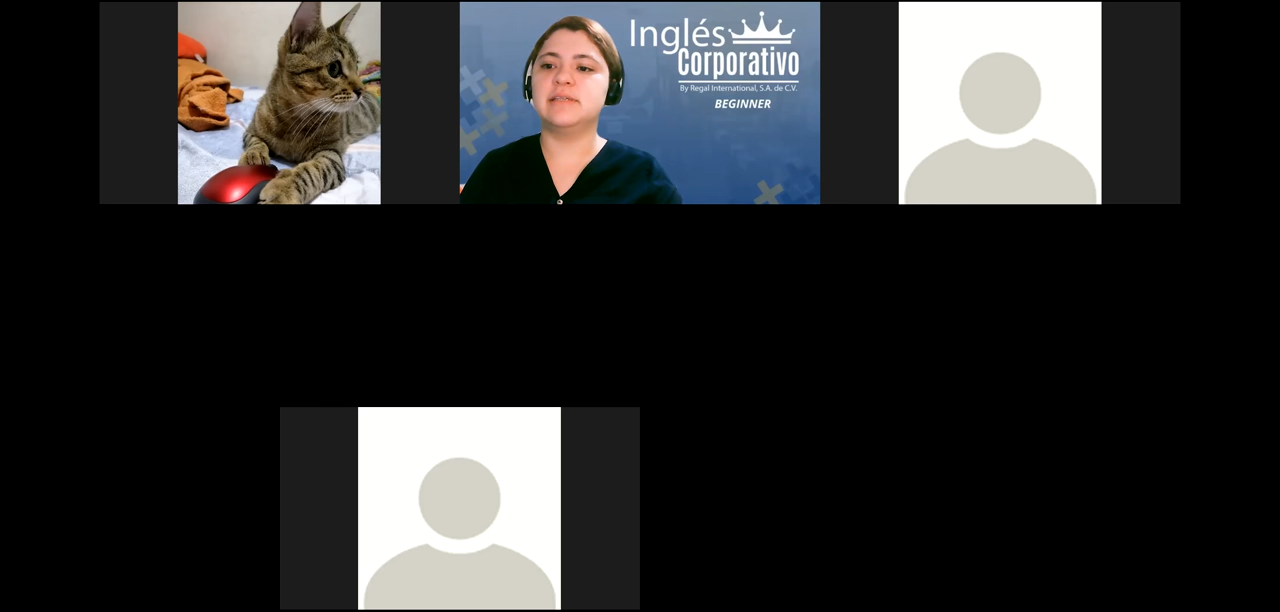 Inglés
Corporativo
By Regal International, S.A. de C.V.
BEGINNER